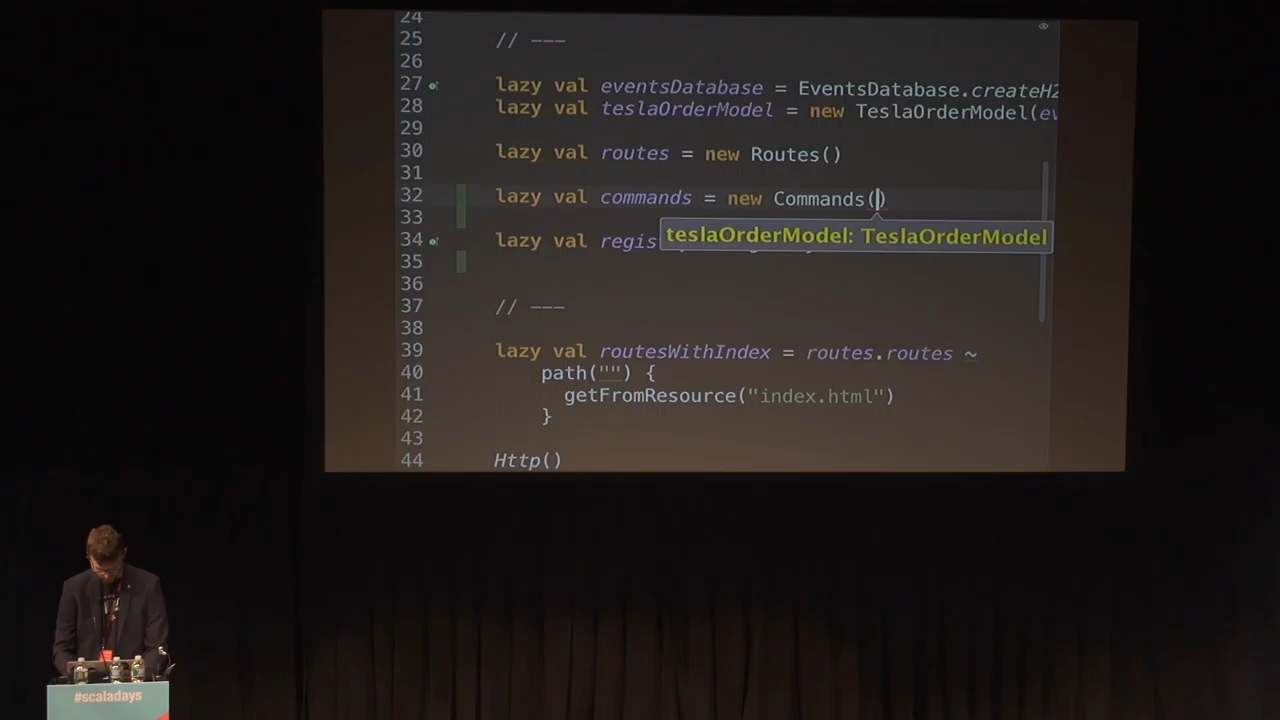 24
25 // ---
26
27 lazy val eventsDatabase = EventsDatabase.createH2
28 lazy val teslaOrderModel = new TeslaOrderModel(ev
29
30 lazy val routes = new Routes()
31
32 lazy val commands = new Commands()
33
teslaOrderModel: TeslaOrderModel
34 lazy val regis
35
36
37 // ---
38
39 lazy val routesWithIndex = routes.routes ~
40 path("") {
41 getFromResource("index.html")
42 }
43
44 Http()
#scaladays